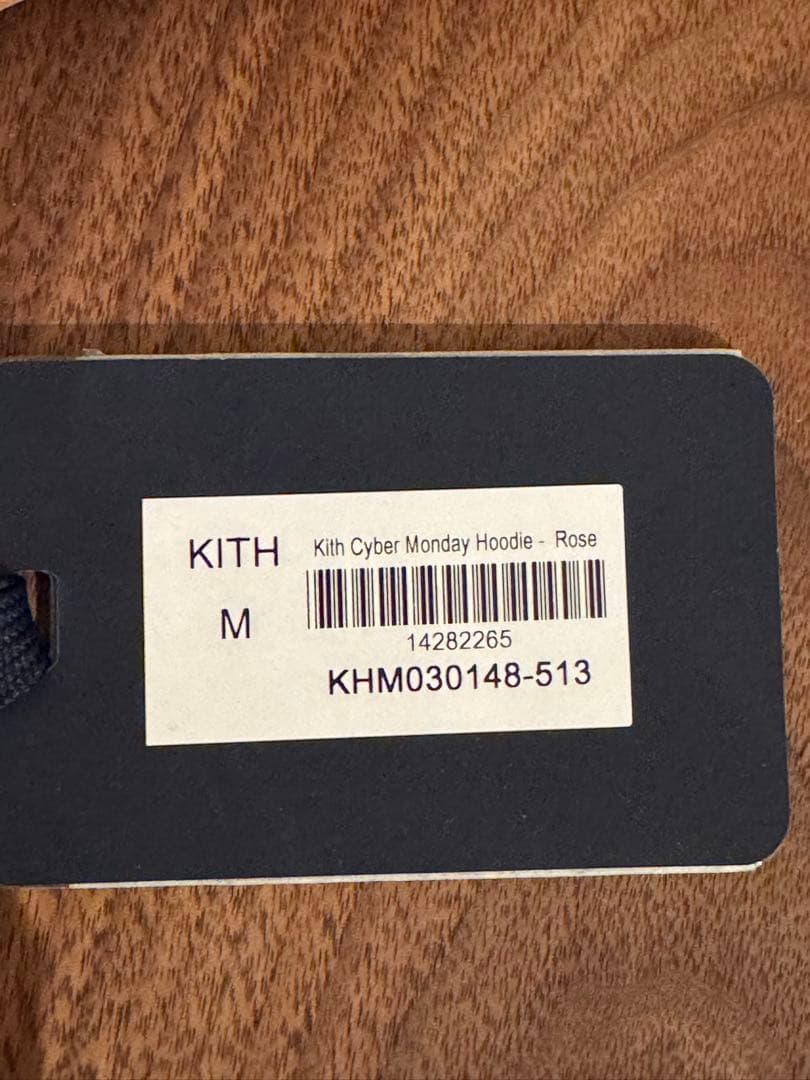 KITH
M
Kith Cyber Monday Hoodie - Rose
14282265
KHM030148-513